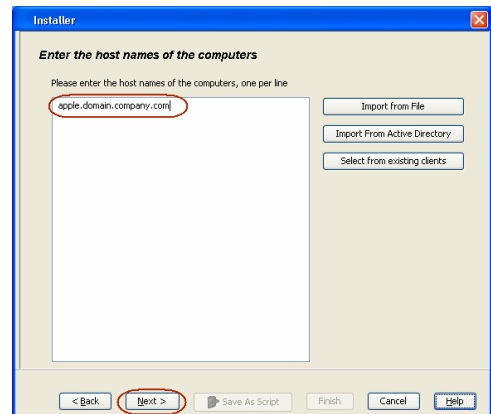 Installer
Enter the host names of the computers
Please enter the host names of the computers, one per line
apple.domain.company.com
Import from File
Import From Active Directory
Select from existing clients
< Back
Next >
Save As Script
Finish
Cancel
Help